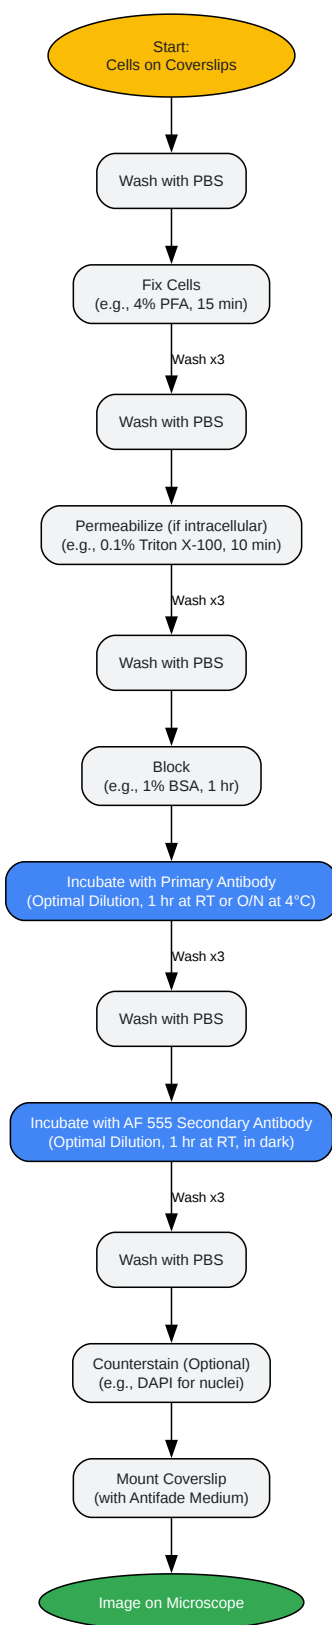 Start:
Cells on Coverslips
Wash with PBS
Fix Cells
(e.g., 4% PFA, 15 min)
Wash x3
Wash with PBS
Permeabilize (if intracellular)
(e.g., 0.1% Triton X-100, 10 min)
Wash x3
Wash with PBS
Block
(e.g., 1% BSA, 1 hr)
Incubate with Primary Antibody
(Optimal Dilution, 1 hr at RT or O/N at 4°C)
Wash x3
Wash with PBS
Incubate with AF 555 Secondary Antibody
(Optimal Dilution, 1 hr at RT, in dark)
Wash x3
Wash with PBS
Counterstain (Optional)
(e.g., DAPI for nuclei)
Mount Coverslip
(with Antifade Medium)
Image on Microscope